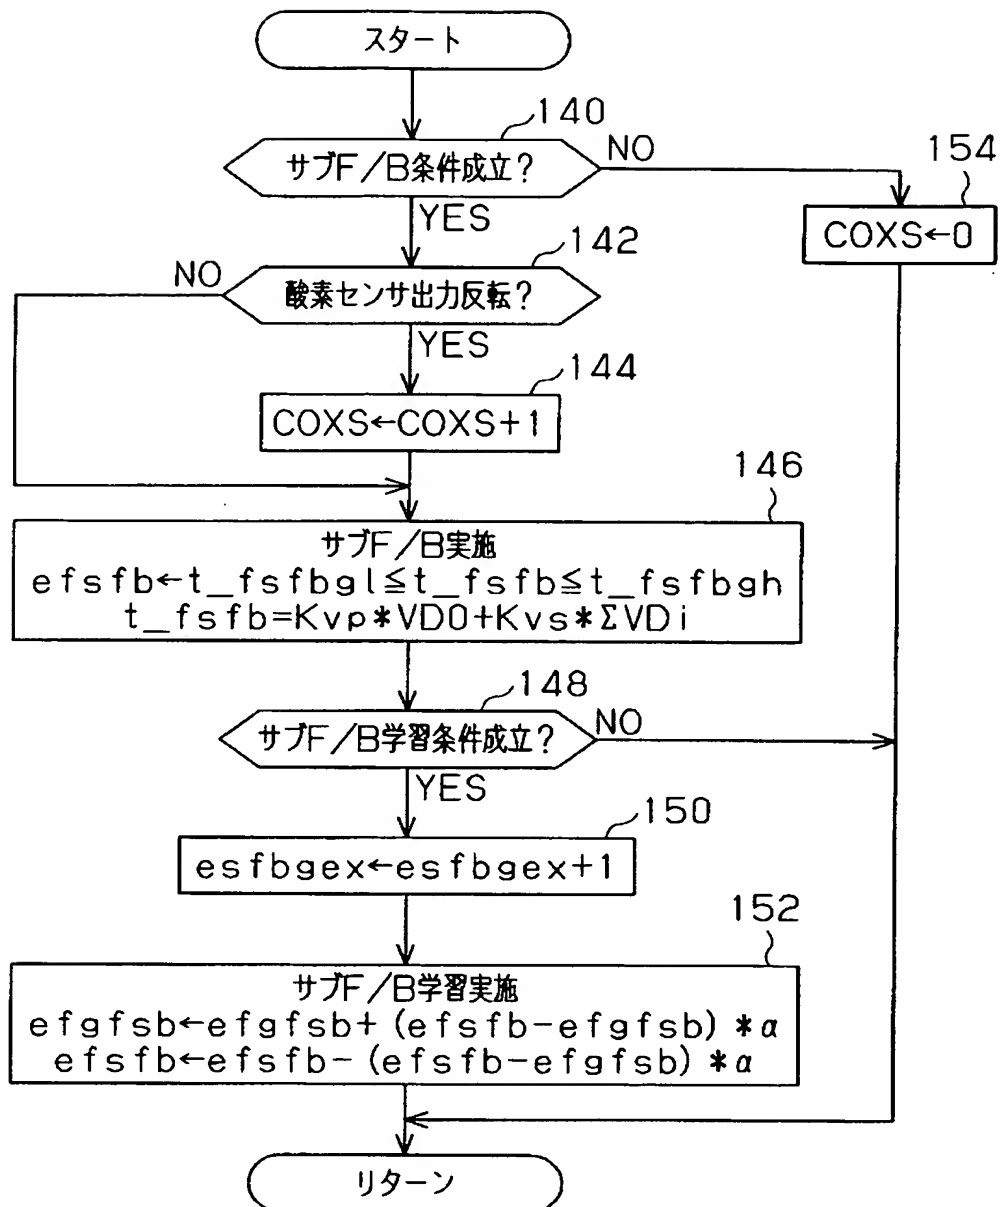 スタート
140
サブF/B条件成立?
NO
154
COXS←0
YES
142
NO
酸素センサ出力反転?
YES
144
COXS←COXS+1
146
サブF/B実施
efsfb←t_fsfbgl≦t_fsfb≦t_fsfbgh
t_fsfb=Kvp*VD0+Kvs*ΣVDi
148
サブF/B学習条件成立?
NO
YES
150
esfbgex←esfbgex+1
152
サブF/B学習実施
efgfsb←efgfsb+(efsfb-efgfsb)*α
efsfb←efsfb-(efsfb-efgfsb)*α
リターン